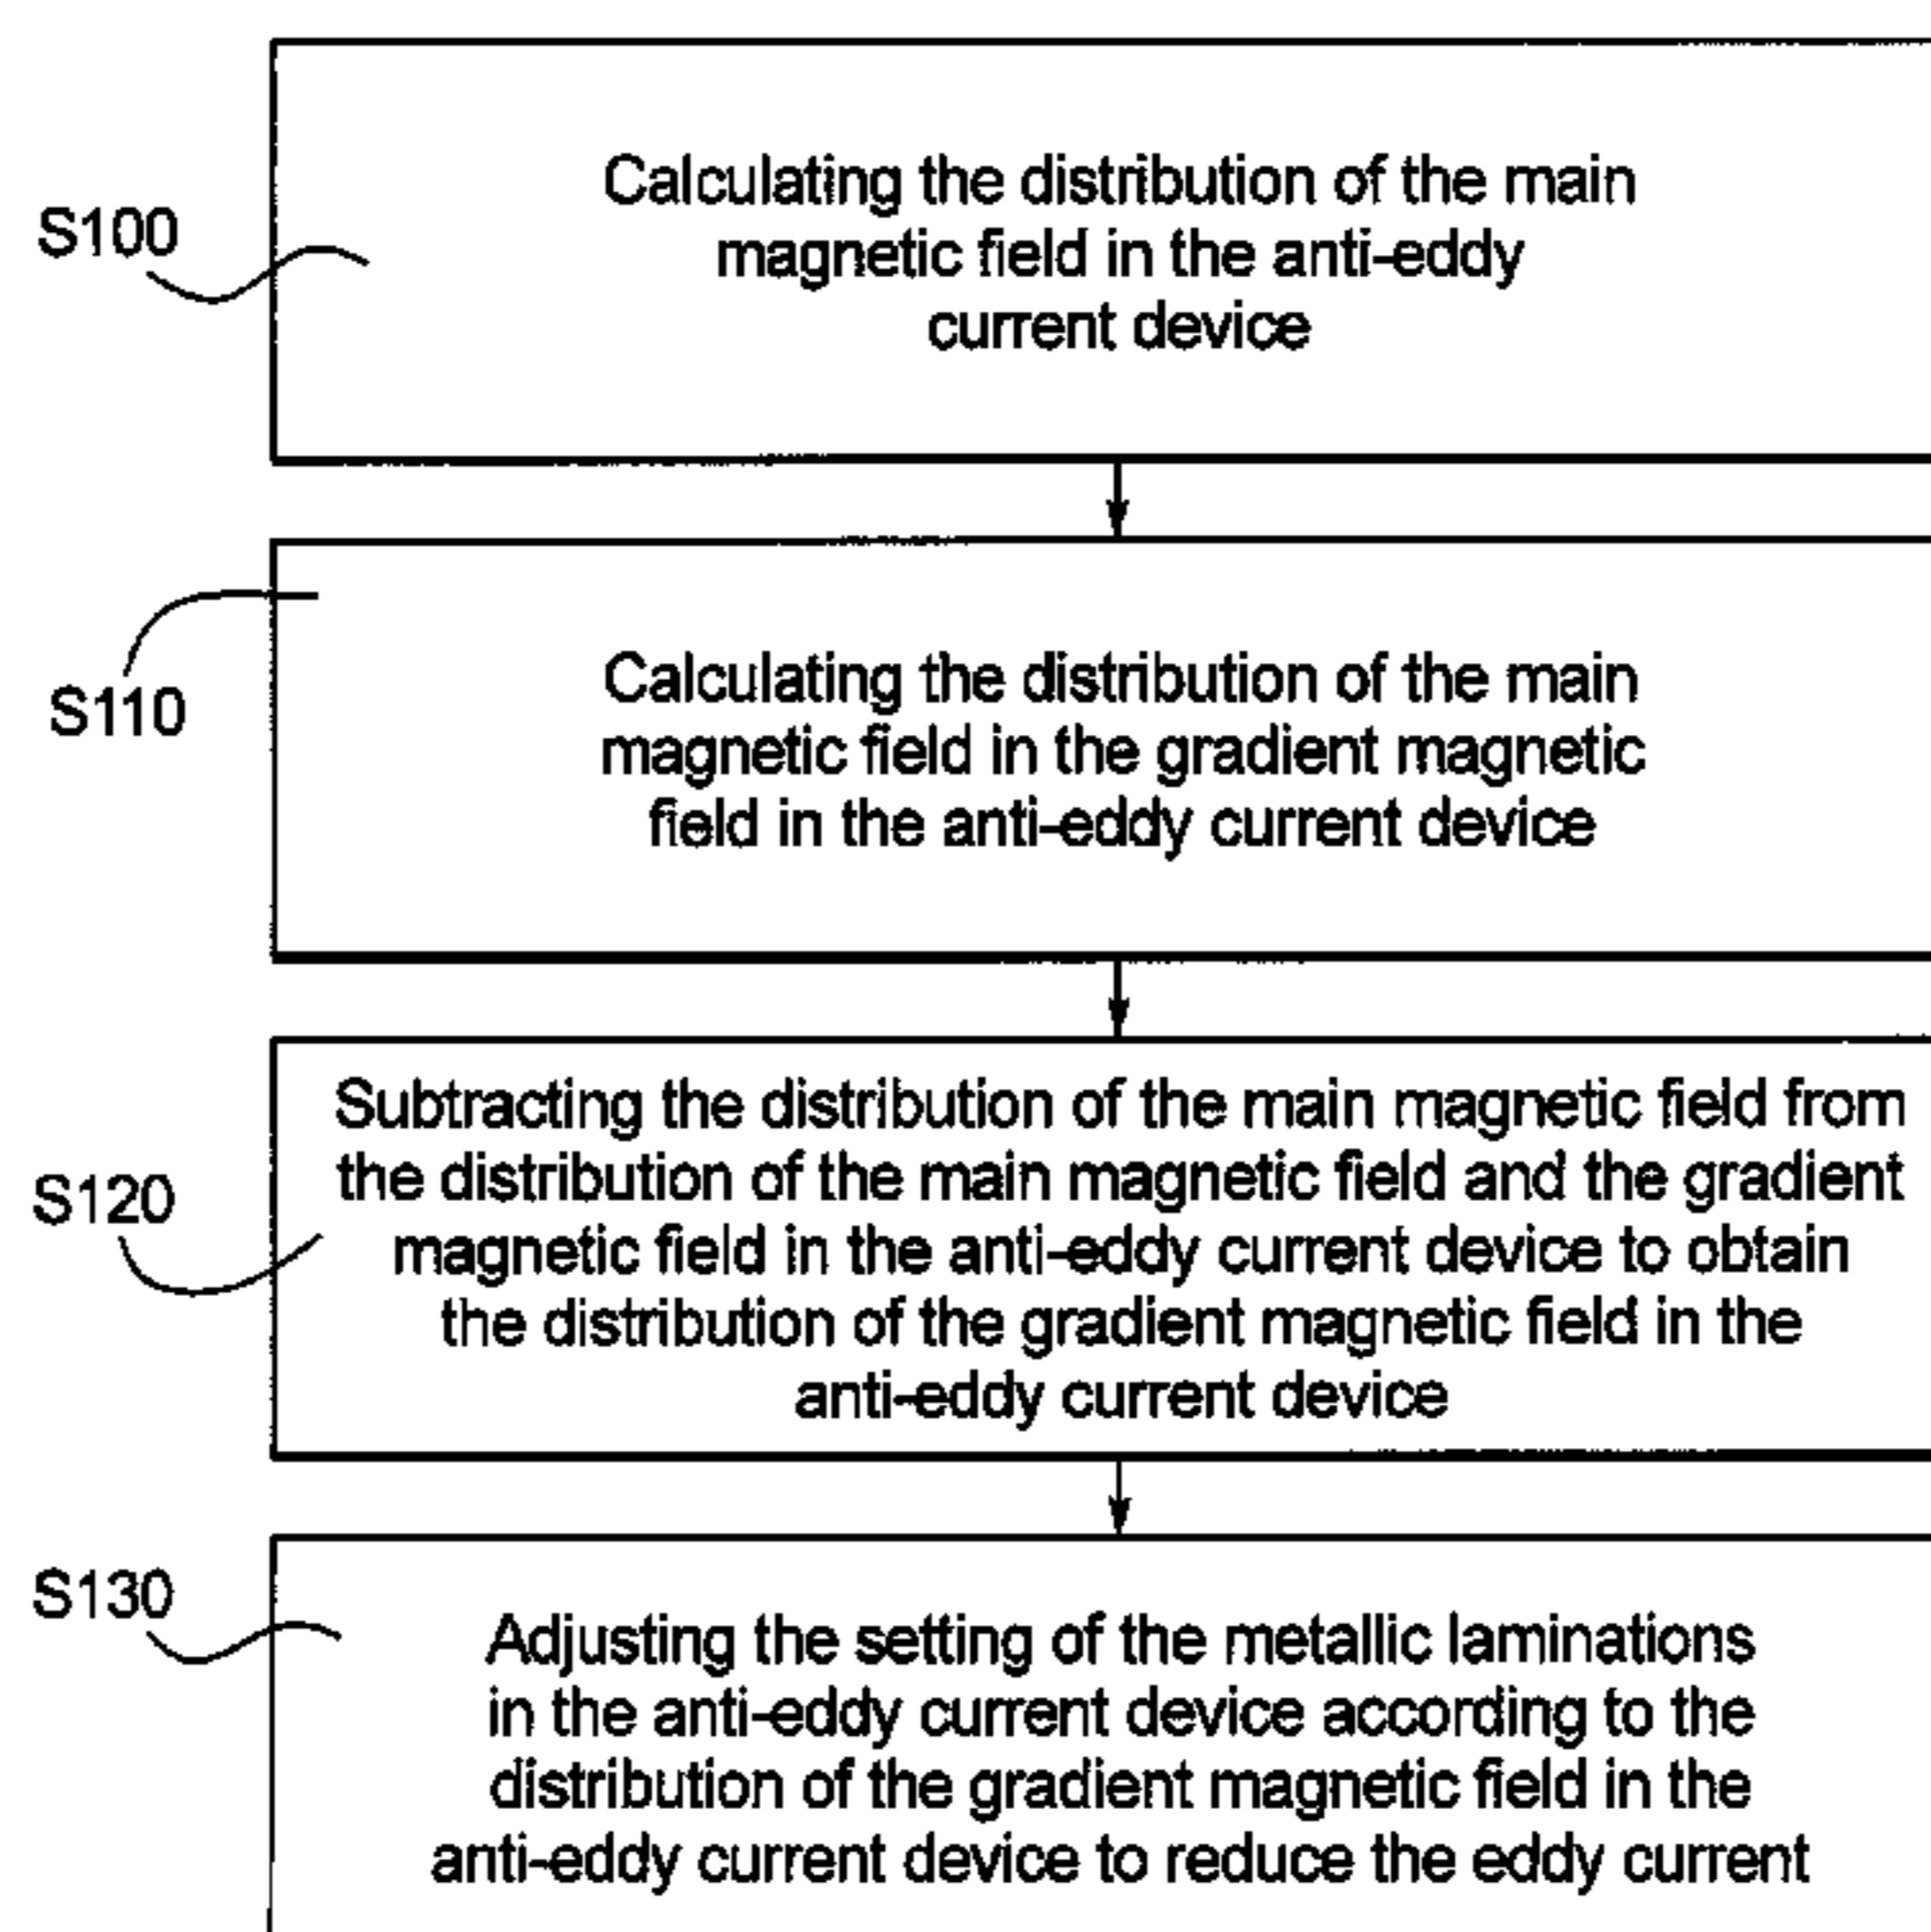 S100
Calculating the distribution of the main
magnetic field in the anti-eddy
current device
S110
Calculating the distribution of the main
magnetic field in the gradient magnetic
field in the anti-eddy current device
S120
Subtracting the distribution of the main magnetic field from
the distribution of the main magnetic field and the gradient
magnetic field in the anti-eddy current device to obtain
the distribution of the gradient magnetic field in the
anti-eddy current device
S130
Adjusting the setting of the metallic laminations
in the anti-eddy current device according to the
distribution of the gradient magnetic field in the
anti-eddy current device to reduce the eddy current